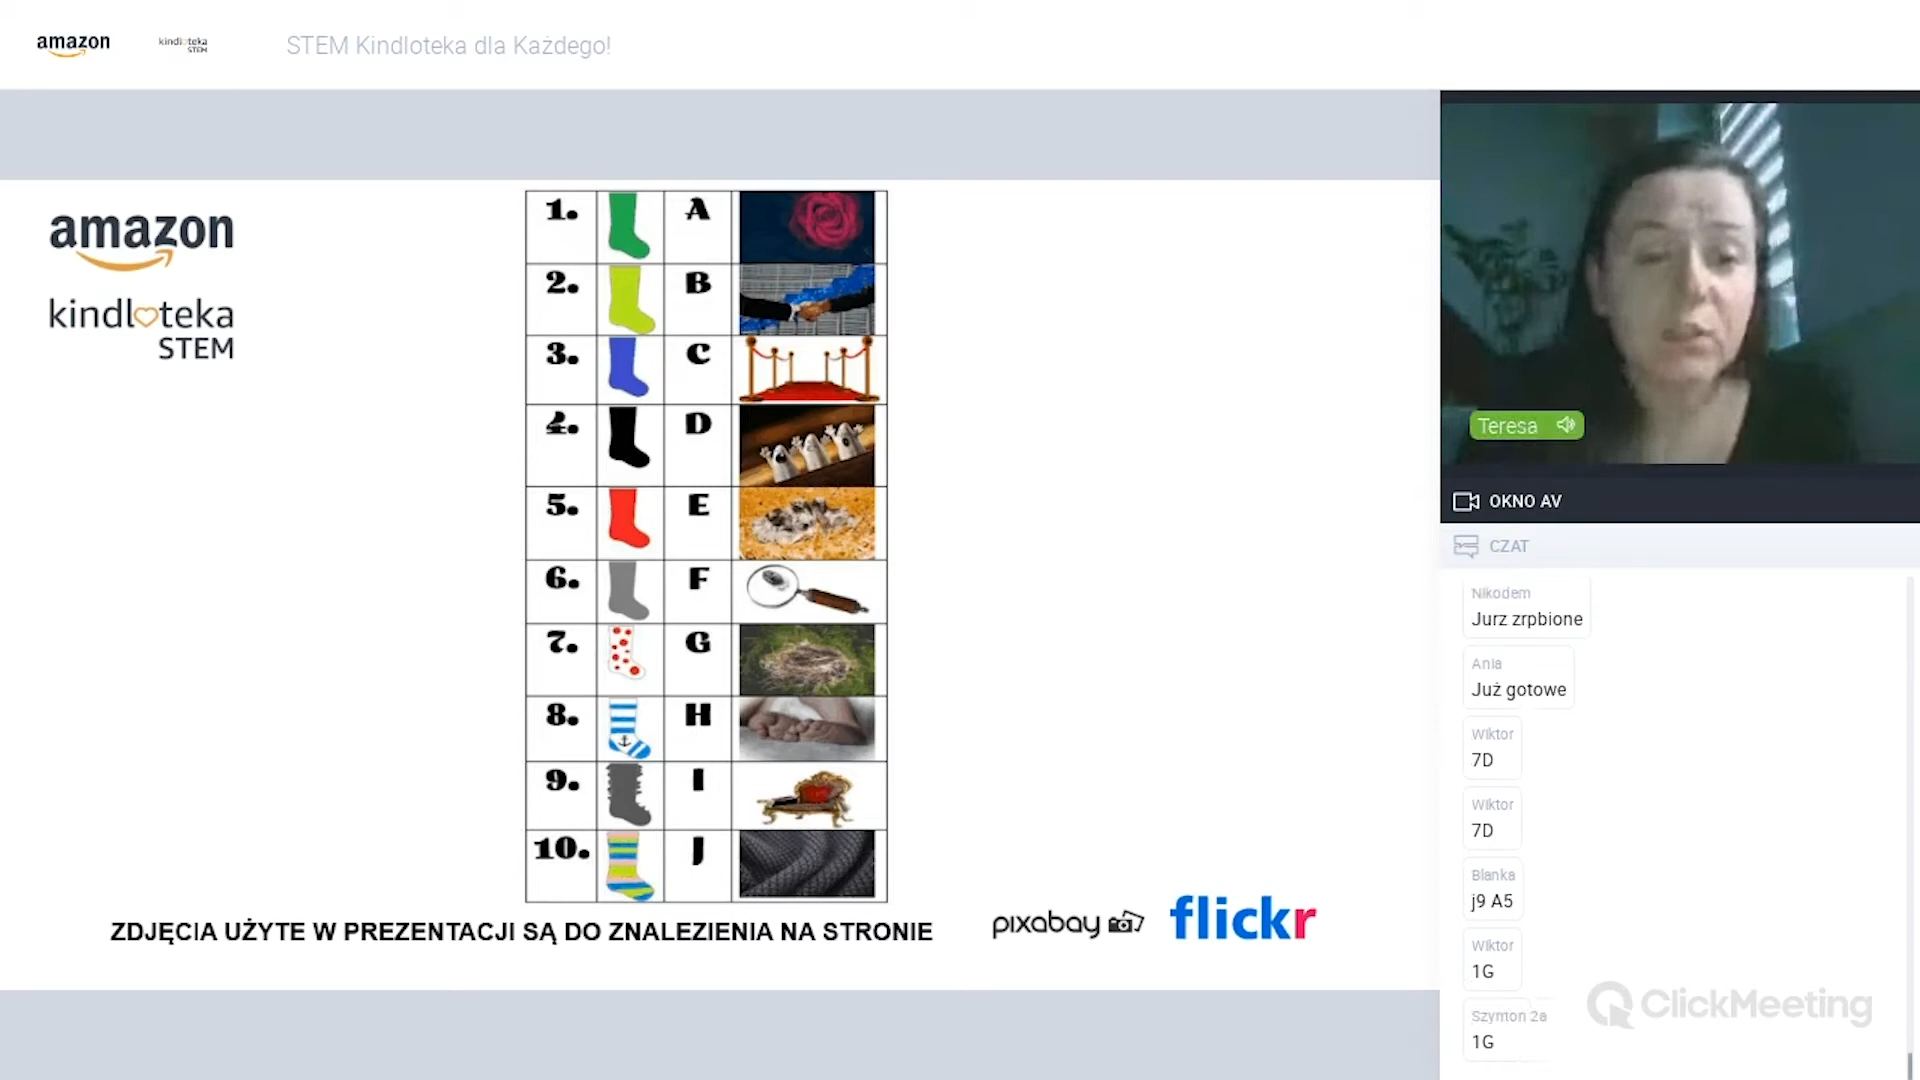 amazon
kindloteka
STEM
STEM Kindloteka dla Każdego!
amazon
kindloteka
STEM
1. A
2. B
3. C
4. D
5. E
6. F
7. G
8. H
9. I
10. J
ZDJĘCIA UŻYTE W PREZENTACJI SĄ DO ZNALEZIENIA NA STRONIE
pixabay
flickr
Teresa
OKNO AV
CZAT
Nikodem
Jurz zrpbione
Ania
Już gotowe
Wiktor
7D
Wiktor
7D
Blanka
j9 A5
Wiktor
1G
Szymon 2a
1G
ClickMeeting